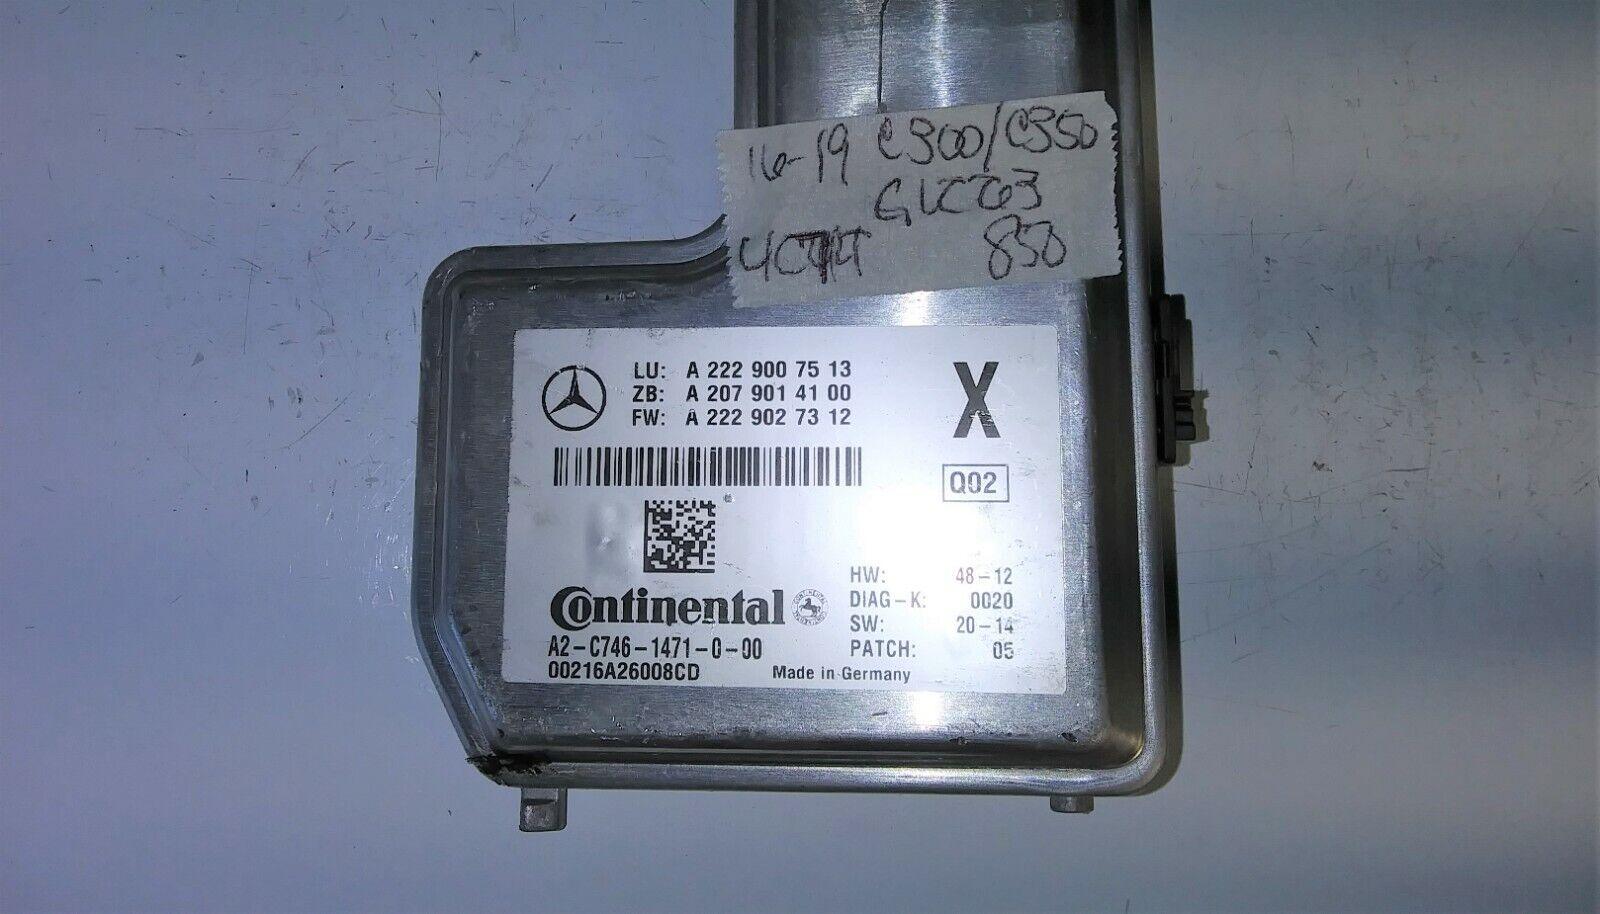 16-19 C300/C350
GLC63
850
LU: A 222 900 75 13
ZB: A 207 901 41 00
FW: A 222 902 73 12
X
Q02
HW: 48-12
DIAG-K: 0020
SW: 20-14
PATCH: 05
Continental
A2-C746-1471-0-00
00216A26008CD
Made in Germany